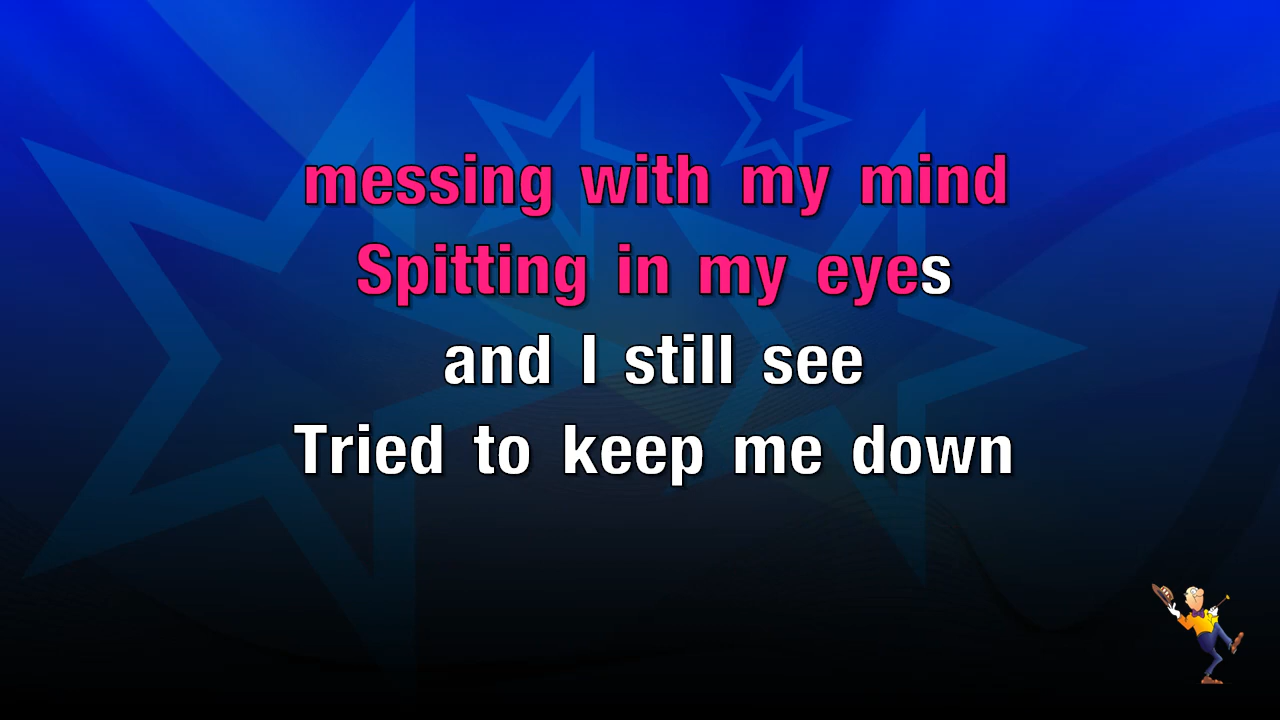 messing with my mind
Spitting in my eyes
and I still see
Tried to keep me down